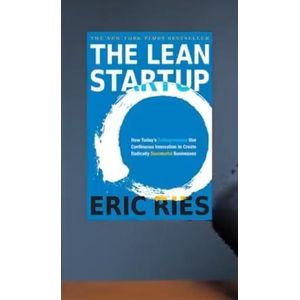 THE NEW YORK TIMES BESTSELLER
THE LEAN
STARTUP
How Today's Entrepreneurs Use
Continuous Innovation to Create
Radically Successful Businesses
ERIC RIES